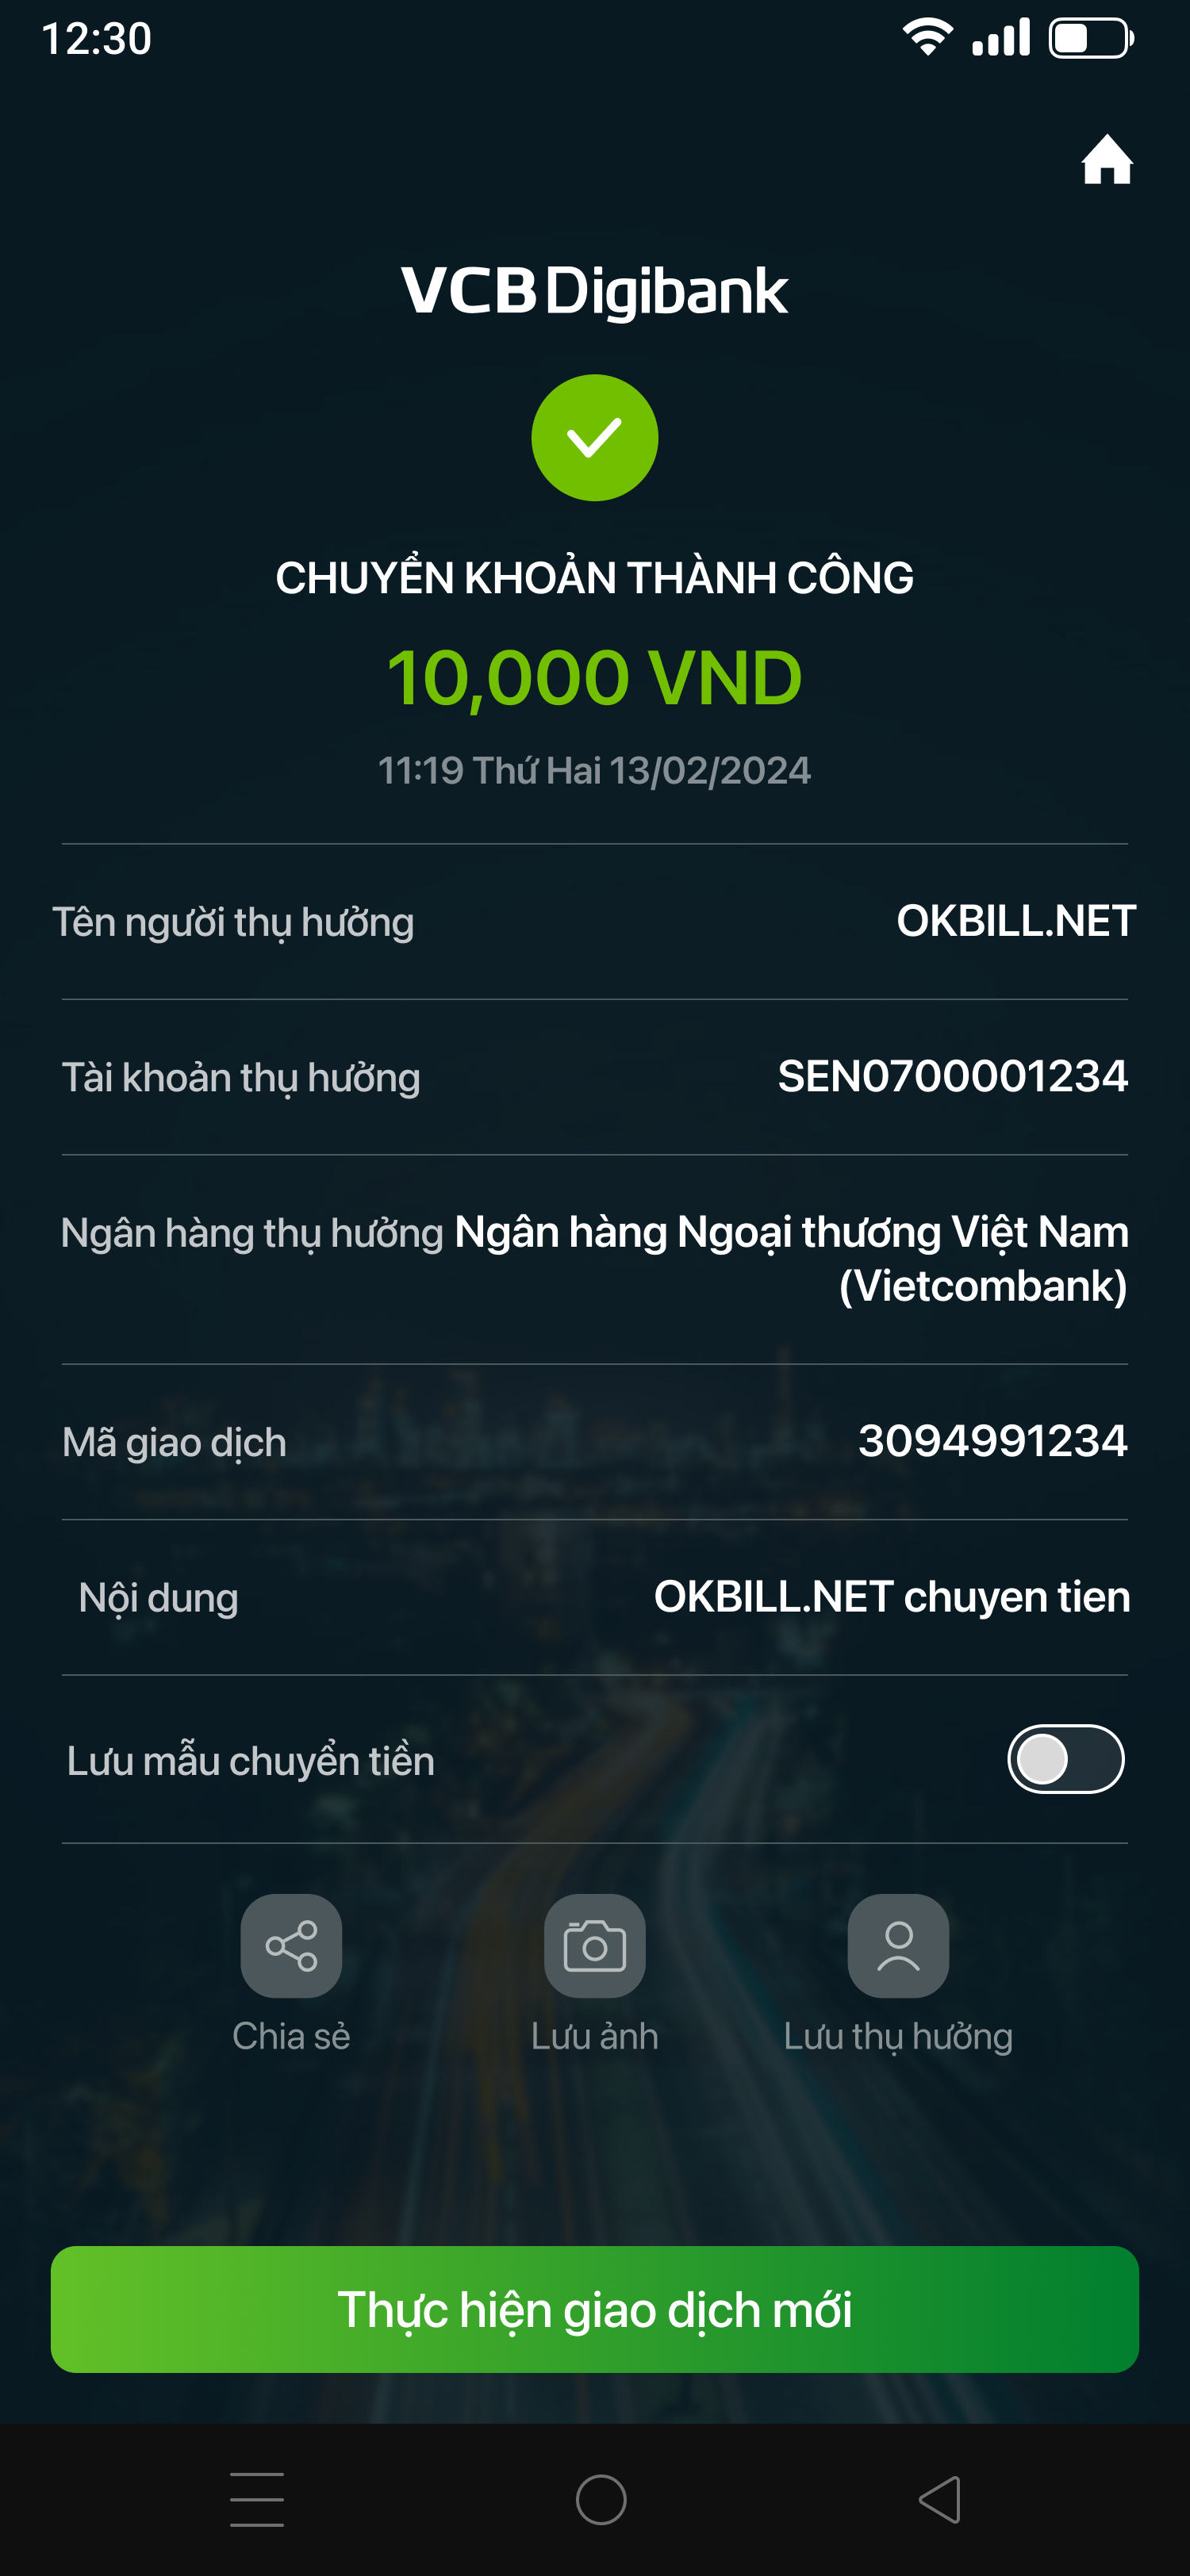 12:30
VCB Digibank
CHUYỂN KHOẢN THÀNH CÔNG
10,000 VND
11:19 Thứ Hai 13/02/2024
Tên người thụ hưởng OKBILL.NET
Tài khoản thụ hưởng SEN0700001234
Ngân hàng thụ hưởng Ngân hàng Ngoại thương Việt Nam
(Vietcombank)
Mã giao dịch 3094991234
Nội dung OKBILL.NET chuyen tien
Lưu mẫu chuyển tiền
Chia sẻ Lưu ảnh Lưu thụ hưởng
Thực hiện giao dịch mới